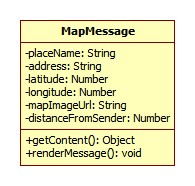 MapMessage
-placeName: String
-address: String
-latitude: Number
-longitude: Number
-mapImageUrl: String
-distanceFromSender: Number
+getContent(): Object
+renderMessage(): void